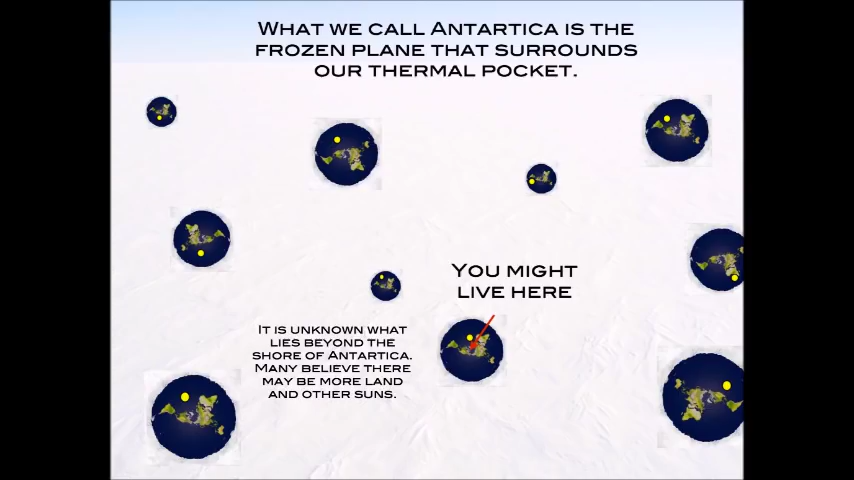 What we call Antartica is the
frozen plane that surrounds
our thermal pocket.
You might
live here
It is unknown what
lies beyond the
shore of Antartica.
Many believe there
may be more land
and other suns.